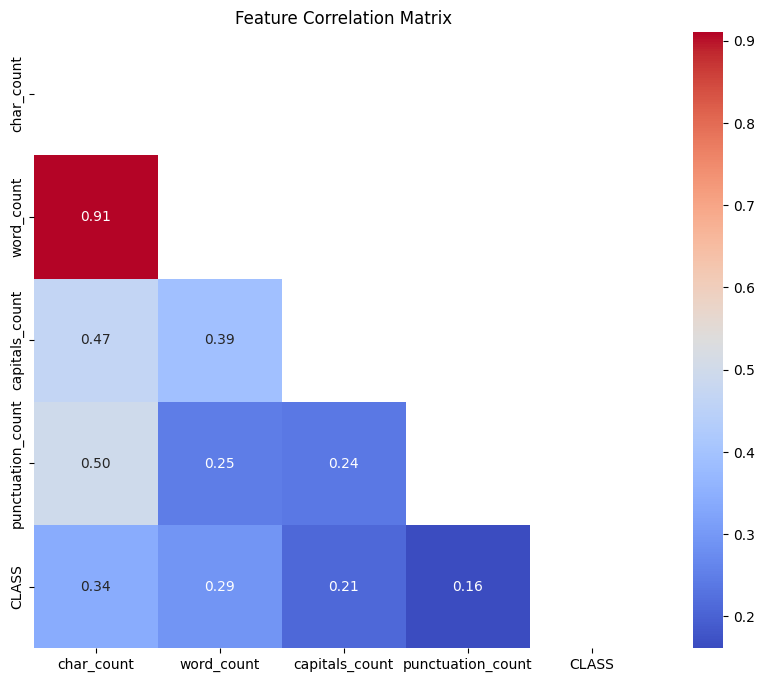 Feature Correlation Matrix
char_count
word_count
0.91
capitals_count
0.47 0.39
punctuation_count
0.50 0.25 0.24
CLASS
0.34 0.29 0.21 0.16
char_count word_count capitals_count punctuation_count CLASS
0.9
0.8
0.7
0.6
0.5
0.4
0.3
0.2